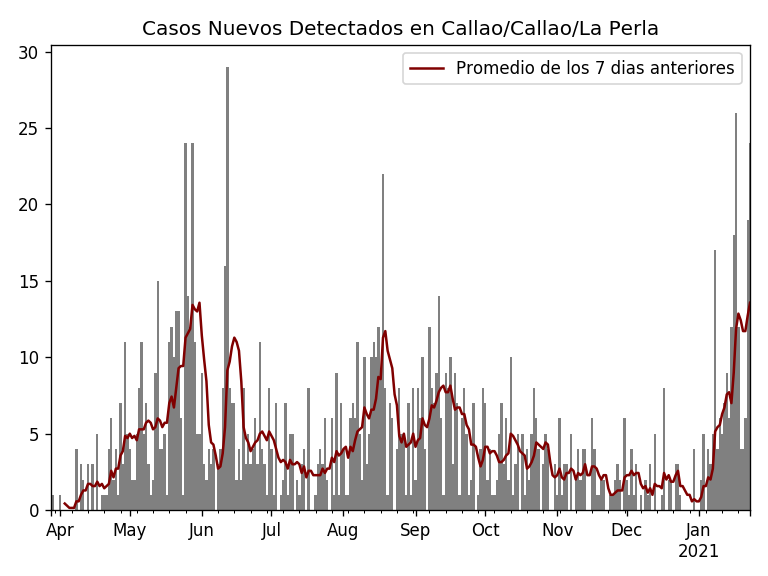 Casos Nuevos Detectados en Callao/Callao/La Perla
Promedio de los 7 dias anteriores
30
25
20
15
10
5
0
Apr May Jun Jul Aug Sep Oct Nov Dec Jan
2021